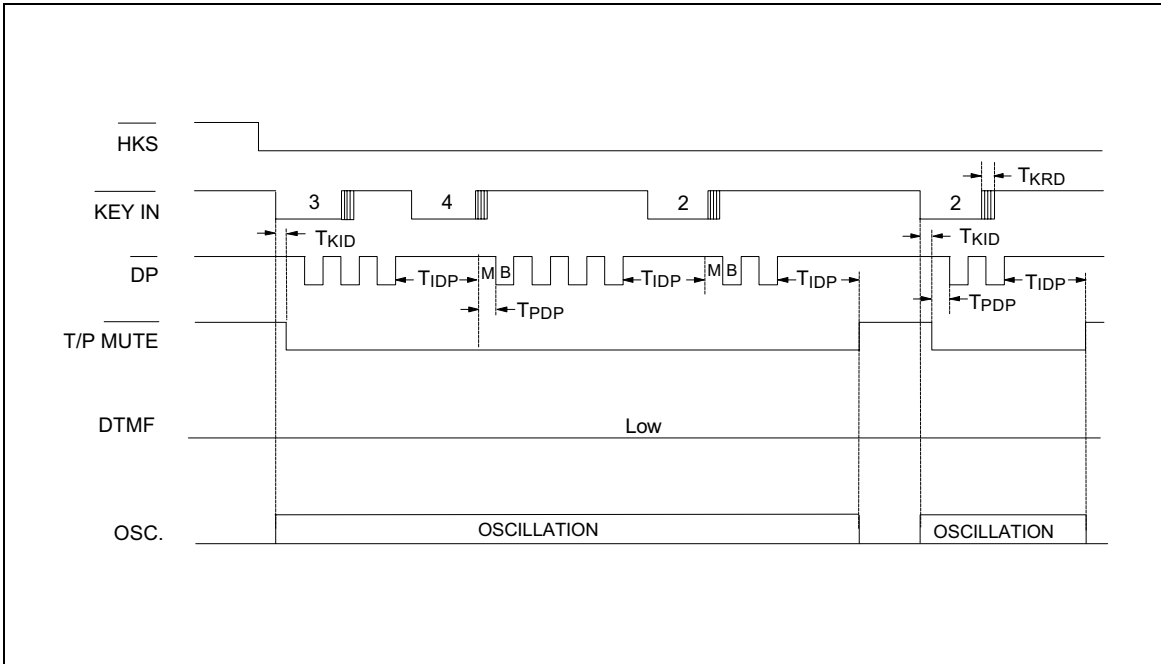 HKS
KEY IN 3 4 2 2 TKRD
TKID TKID
DP TIDP M B TIDP M B TIDP TIDP
TPDP TPDP
T/P MUTE
DTMF Low
OSC. OSCILLATION OSCILLATION